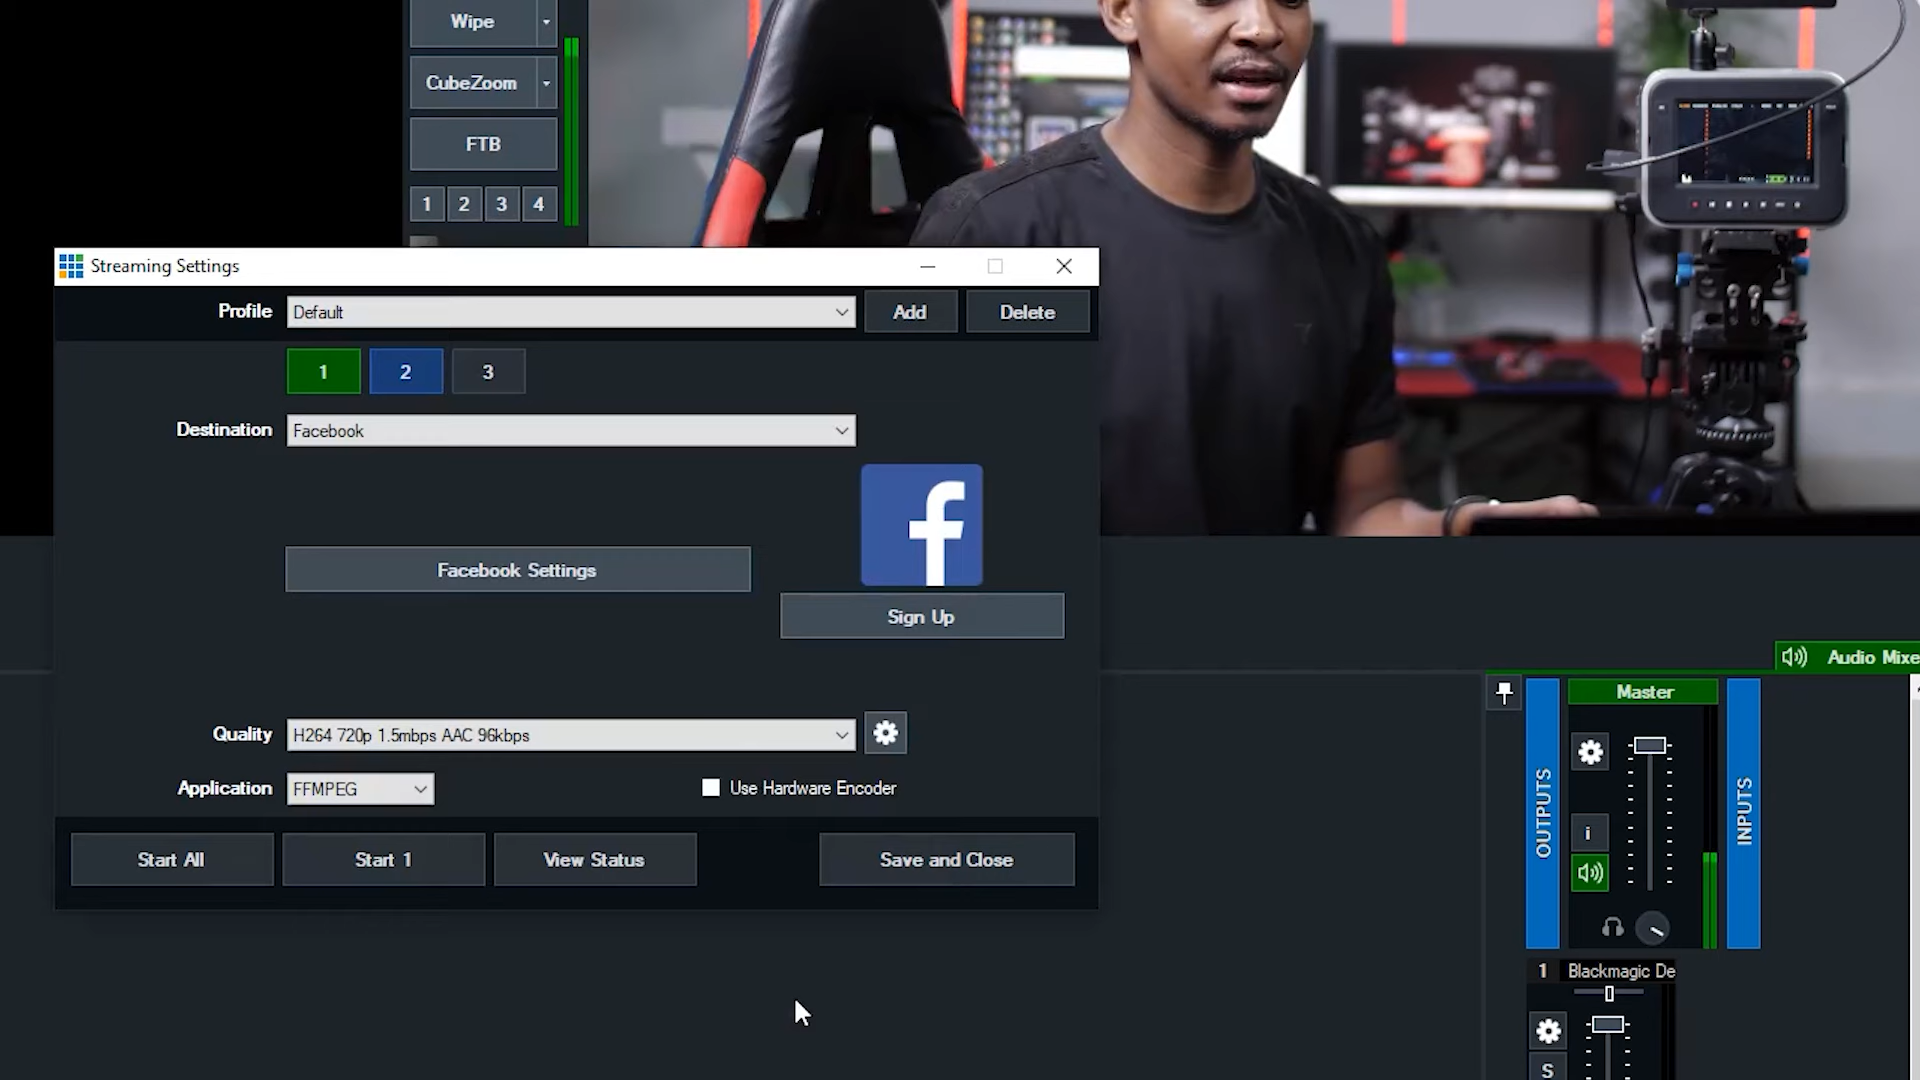 Wipe
CubeZoom
FTB
1 2 3 4
Streaming Settings
Profile Default Add Delete
1 2 3
Destination Facebook
Facebook Settings
Sign Up
Quality H264 720p 1.5mbps AAC 96kbps
Application FFMPEG Use Hardware Encoder
Start All Start 1 View Status Save and Close
Audio Mixe
Master
OUTPUTS
INPUTS
i
1 Blackmagic De
S